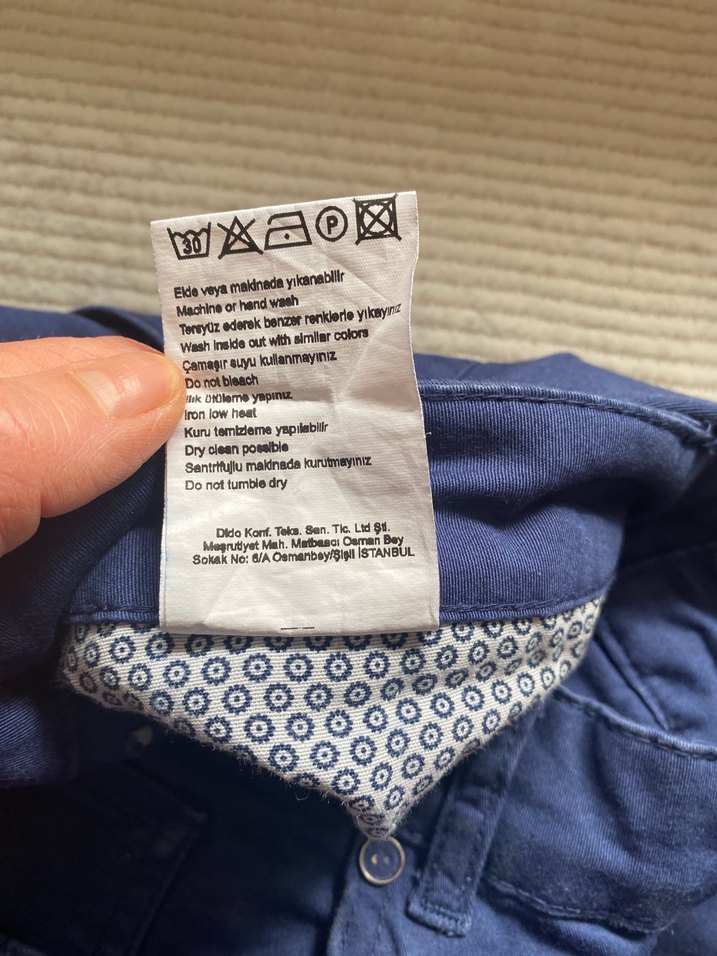 30
P
Elde veya makinada yıkanabilir
Machine or hand wash
Tersyüz ederek benzer renklerle yıkayınız
Wash inside out with similar colors
Çamaşır suyu kullanmayınız
Do not bleach
Ilık ütüleme yapınız
Iron low heat
Kuru temizleme yapılabilir
Dry clean possible
Santrifujlu makinada kurutmayınız
Do not tumble dry
Dido Konf. Teks. San. Tic. Ltd Şti.
Meşrutiyet Mah. Matbaacı Osman Bey
Sokak No: 6/A Osmanbey/Şişli İSTANBUL